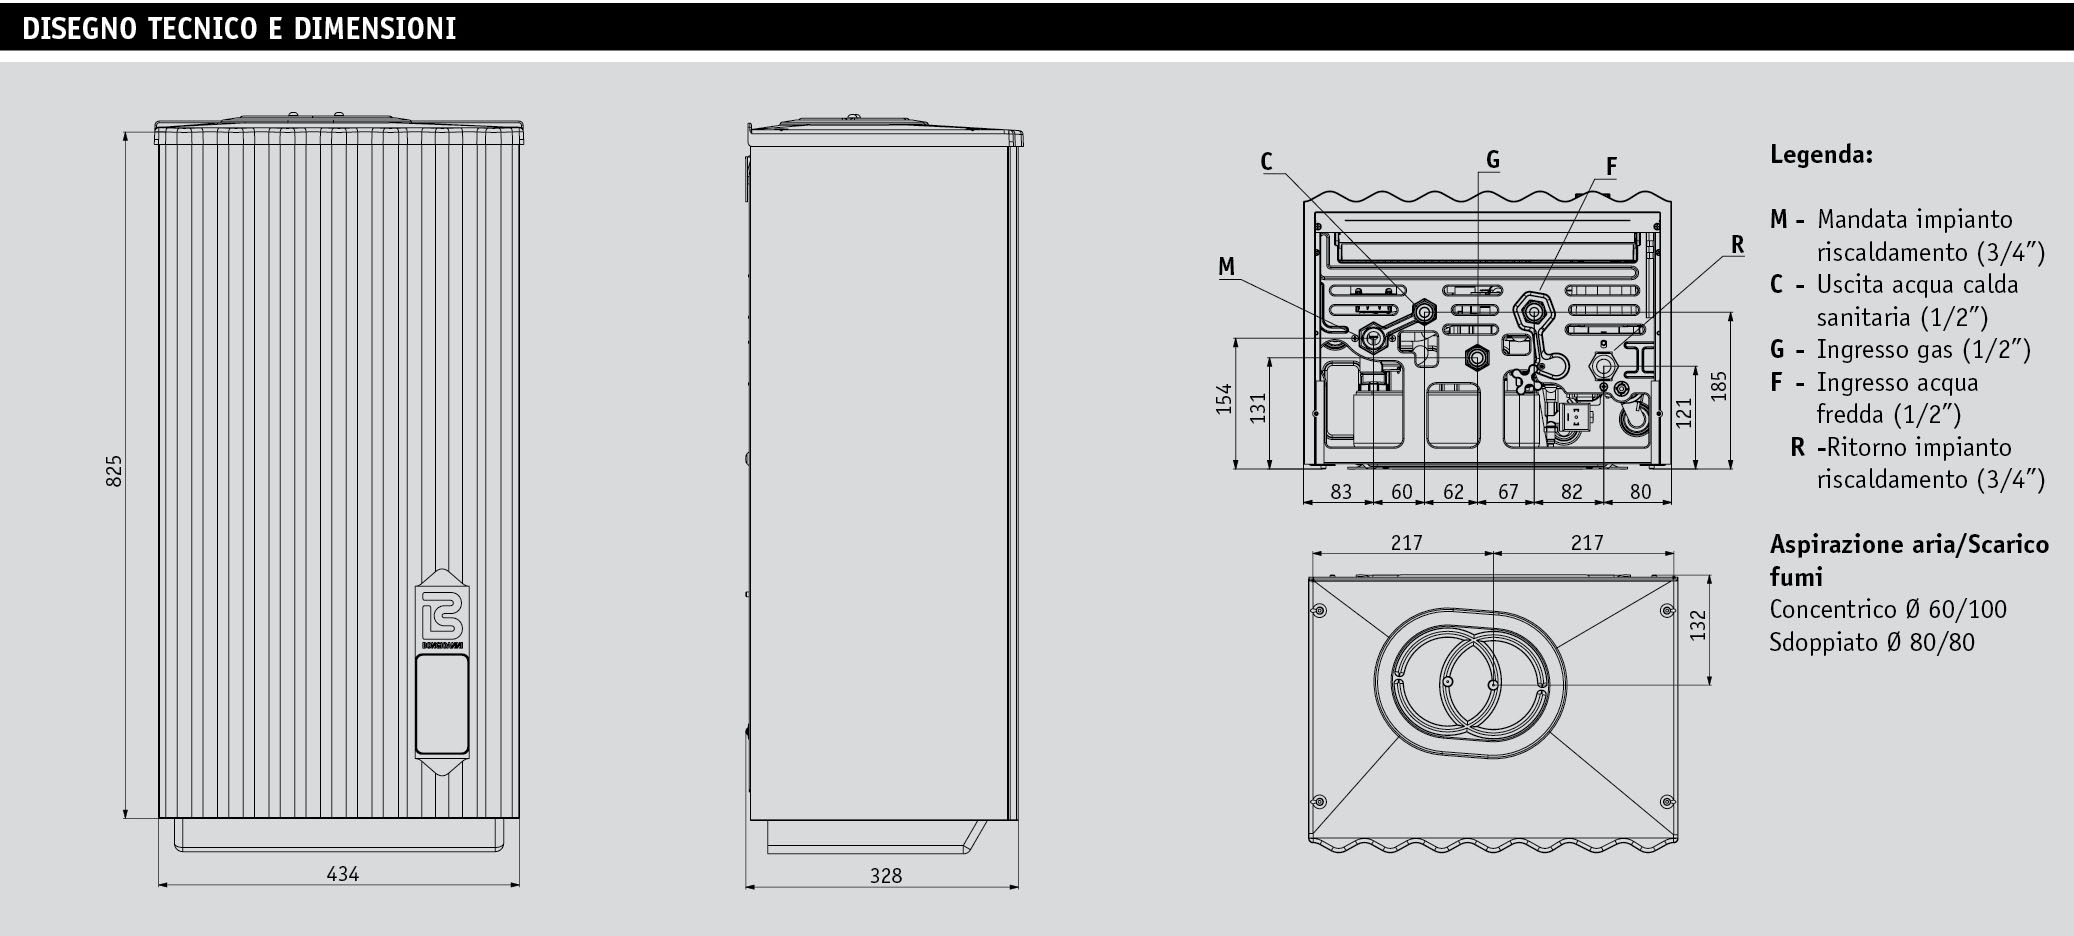 DISEGNO TECNICO E DIMENSIONI
825
434
328
C
G
F
R
M
154
131
121
185
83
60
62
67
82
80
217
217
132
BONGIOANNI
Legenda:
M - Mandata impianto
riscaldamento (3/4”)
C - Uscita acqua calda
sanitaria (1/2”)
G - Ingresso gas (1/2”)
F - Ingresso acqua
fredda (1/2”)
R -Ritorno impianto
riscaldamento (3/4”)
Aspirazione aria/Scarico
fumi
Concentrico Ø 60/100
Sdoppiato Ø 80/80